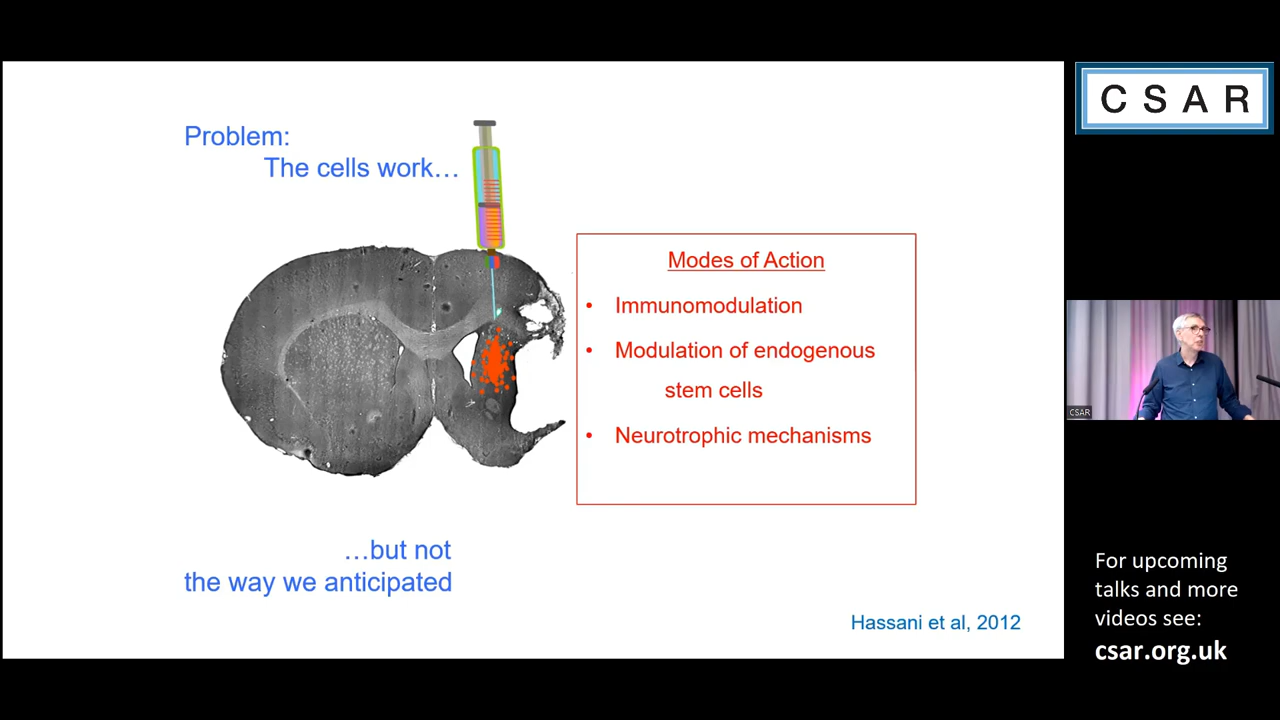 Problem:
The cells work…
Modes of Action
• Immunomodulation
• Modulation of endogenous
stem cells
• Neurotrophic mechanisms
…but not
the way we anticipated
Hassani et al, 2012
CSAR
CSAR
For upcoming
talks and more
videos see:
csar.org.uk